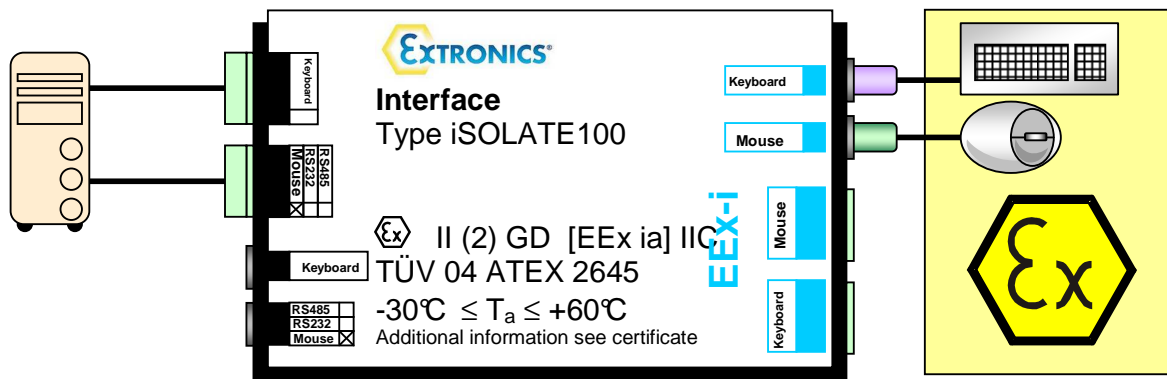 EXTRONICS®
Interface
Type iSOLATE100
II (2) GD [EEx ia] IIC
TÜV 04 ATEX 2645
-30°C ≤ Ta ≤ +60°C
Additional information see certificate
Keyboard
RS485
RS232
Mouse
Keyboard
RS485
RS232
Mouse
Keyboard
Mouse
EEx-i
Mouse
Keyboard
Ex